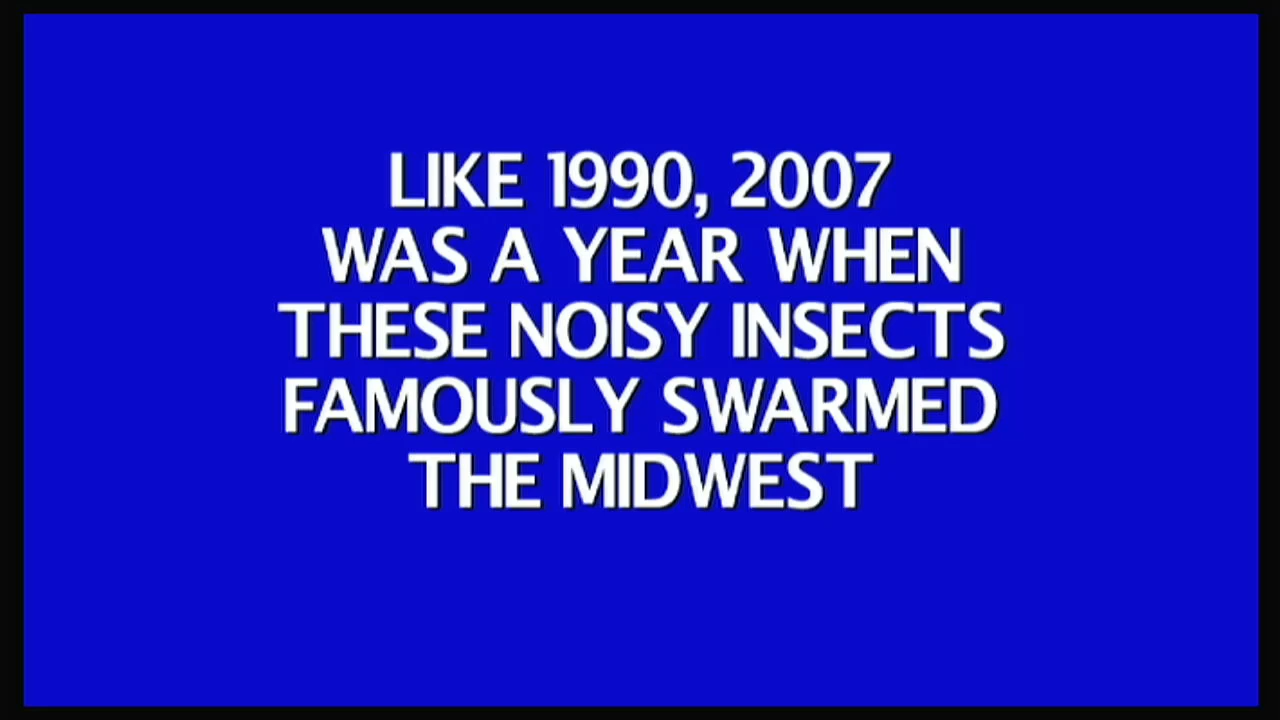 LIKE 1990, 2007
WAS A YEAR WHEN
THESE NOISY INSECTS
FAMOUSLY SWARMED
THE MIDWEST